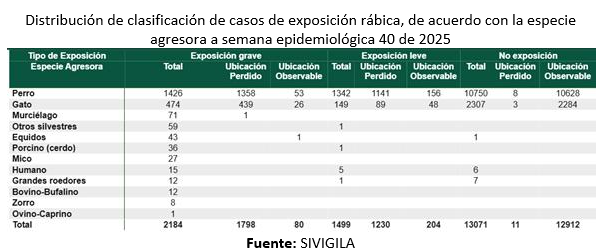 Distribución de clasificación de casos de exposición rábica, de acuerdo con la especie
agresora a semana epidemiológica 40 de 2025
Tipo de Exposición Exposición grave Exposición leve No exposición
Especie Agresora Total Ubicación Perdido Ubicación Observable Total Ubicación Perdido Ubicación Observable Total Ubicación Perdido Ubicación Observable
Perro 1426 1358 53 1342 1141 156 10750 8 10628
Gato 474 439 26 149 89 48 2307 3 2284
Murciélago 71 1
Otros silvestres 59 1
Equidos 43 1 1
Porcino (cerdo) 36 1
Mico 27
Humano 15 5 6
Grandes roedores 12 1 7
Bovino-Bufalino 12
Zorro 8
Ovino-Caprino 1
Total 2184 1798 80 1499 1230 204 13071 11 12912
Fuente: SIVIGILA